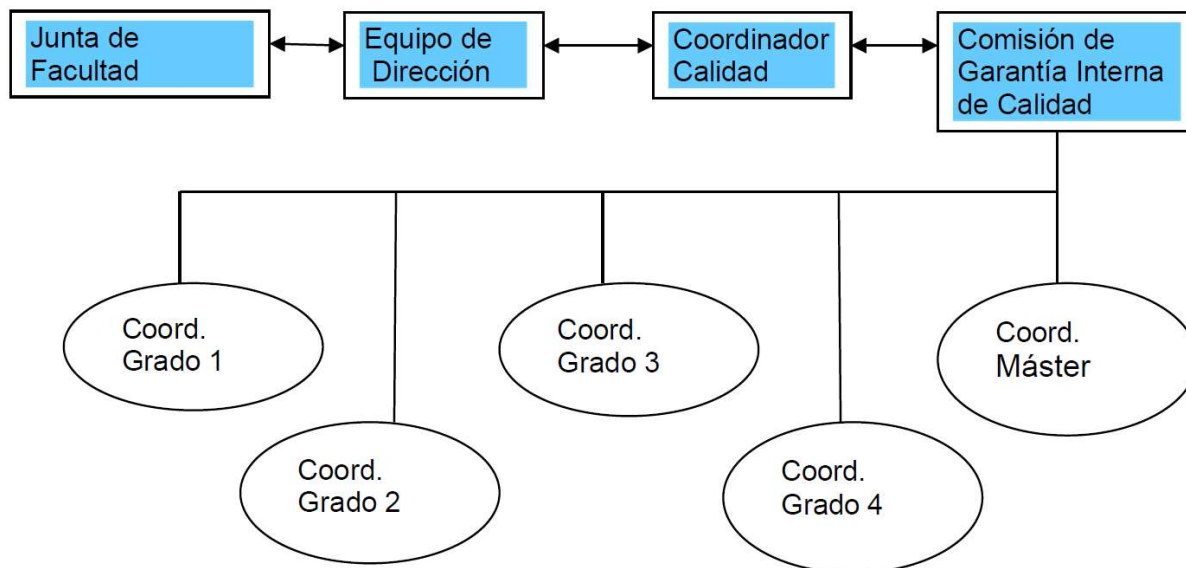 Junta de
Facultad
Equipo de
Dirección
Coordinador
Calidad
Comisión de
Garantía Interna
de Calidad
Coord.
Grado 1
Coord.
Grado 2
Coord.
Grado 3
Coord.
Grado 4
Coord.
Máster